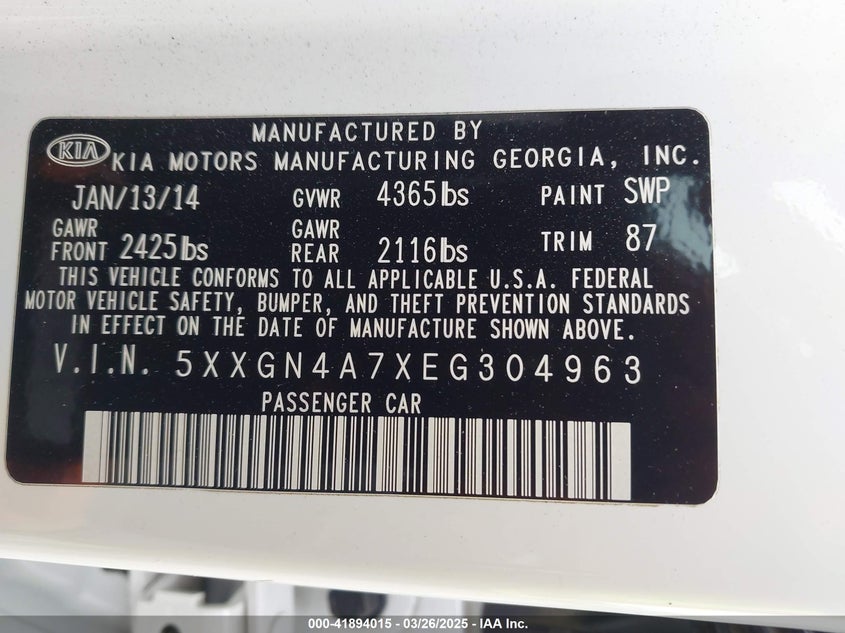 MANUFACTURED BY
KIA KIA MOTORS MANUFACTURING GEORGIA, INC.
JAN/13/14 GVWR 4365lbs PAINT SWP
GAWR FRONT 2425lbs GAWR REAR 2116lbs TRIM 87
THIS VEHICLE CONFORMS TO ALL APPLICABLE U.S.A. FEDERAL
MOTOR VEHICLE SAFETY, BUMPER, AND THEFT PREVENTION STANDARDS
IN EFFECT ON THE DATE OF MANUFACTURE SHOWN ABOVE.
V.I.N. 5XXGN4A7XEG304963
PASSENGER CAR
000-41894015 - 03/26/2025 - IAA Inc.